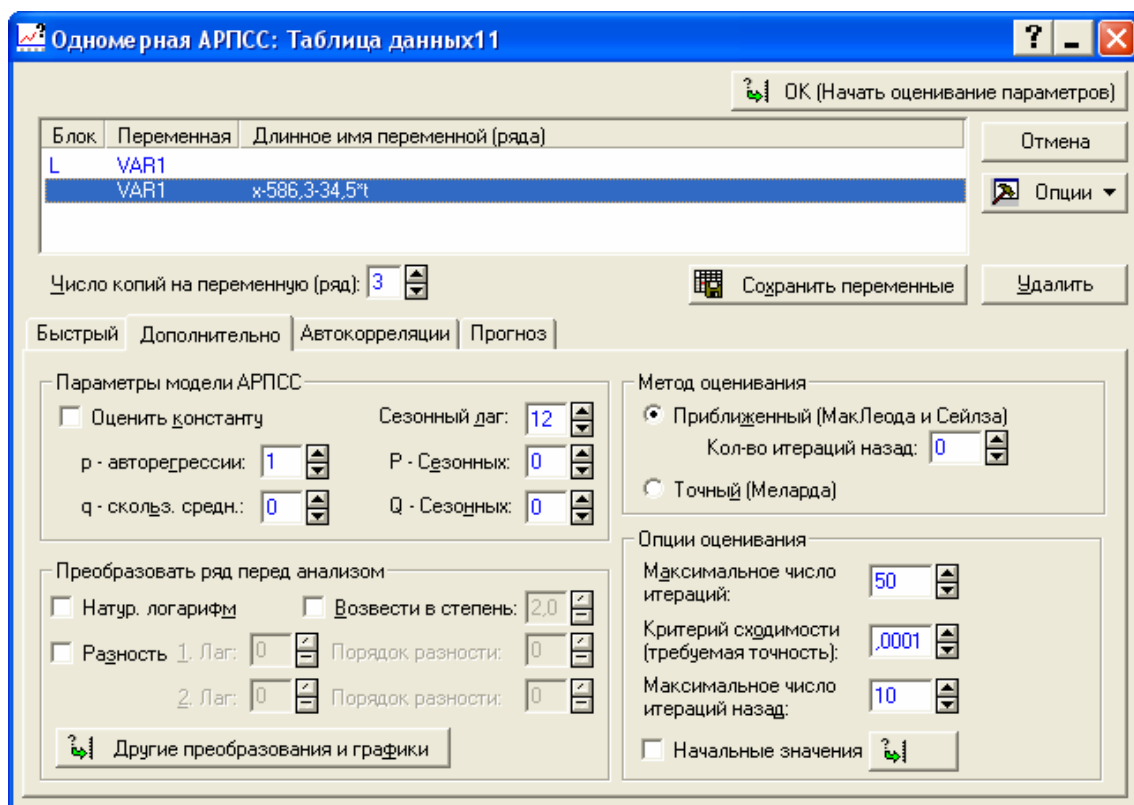 Одномерная АРПСС: Таблица данных11
OK (Начать оценивание параметров)
Блок Переменная Длинное имя переменной (ряда)
L VAR1
VAR1 x-586,3-34,5*t
Отмена
Опции
Число копий на переменную (ряд): 3
Сохранить переменные
Удалить
Быстрый Дополнительно Автокорреляции Прогноз
Параметры модели АРПСС
Оценить константу Сезонный лаг: 12
p - авторегрессии: 1 P - Сезонных: 0
q - скольз. средн.: 0 Q - Сезонных: 0
Преобразовать ряд перед анализом
Натур. логарифм Возвести в степень: 2,0
Разность 1. Лаг: 0 Порядок разности: 0
2. Лаг: 0 Порядок разности: 0
Другие преобразования и графики
Метод оценивания
Приближенный (МакЛеода и Сейлза)
Кол-во итераций назад: 0
Точный (Меларда)
Опции оценивания
Максимальное число
итераций: 50
Критерий сходимости
(требуемая точность): ,0001
Максимальное число
итераций назад: 10
Начальные значения